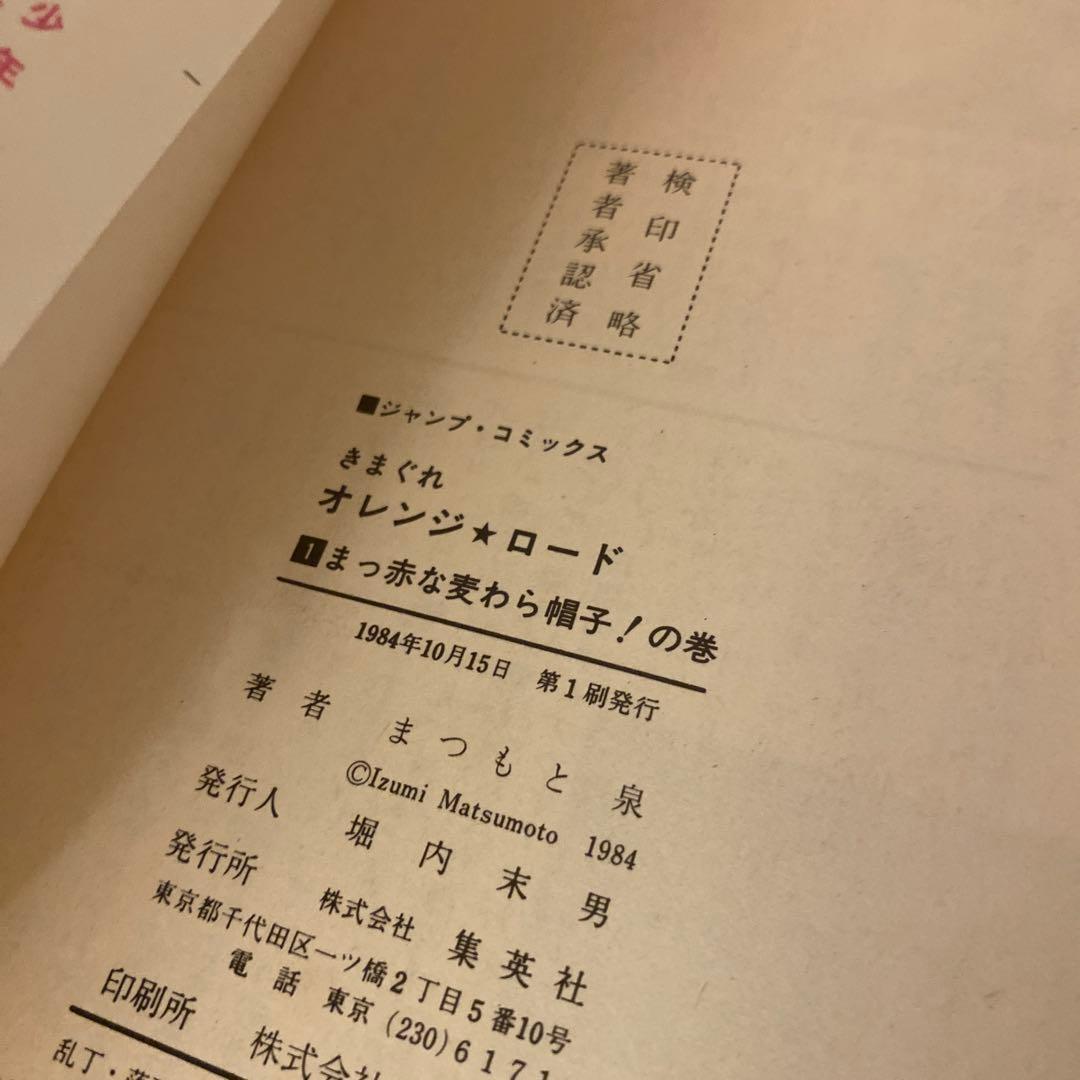 少
年
検印省略
著者承認済
■ジャンプ・コミックス
きまぐれ
オレンジ★ロード
1 まっ赤な麦わら帽子!の巻
1984年10月15日 第1刷発行
著者 まつもと泉
©Izumi Matsumoto 1984
発行人 堀内末男
発行所 株式会社 集英社
東京都千代田区一ツ橋2丁目5番10号
電話 東京 (230) 6171
印刷所 株式会社
乱丁・落